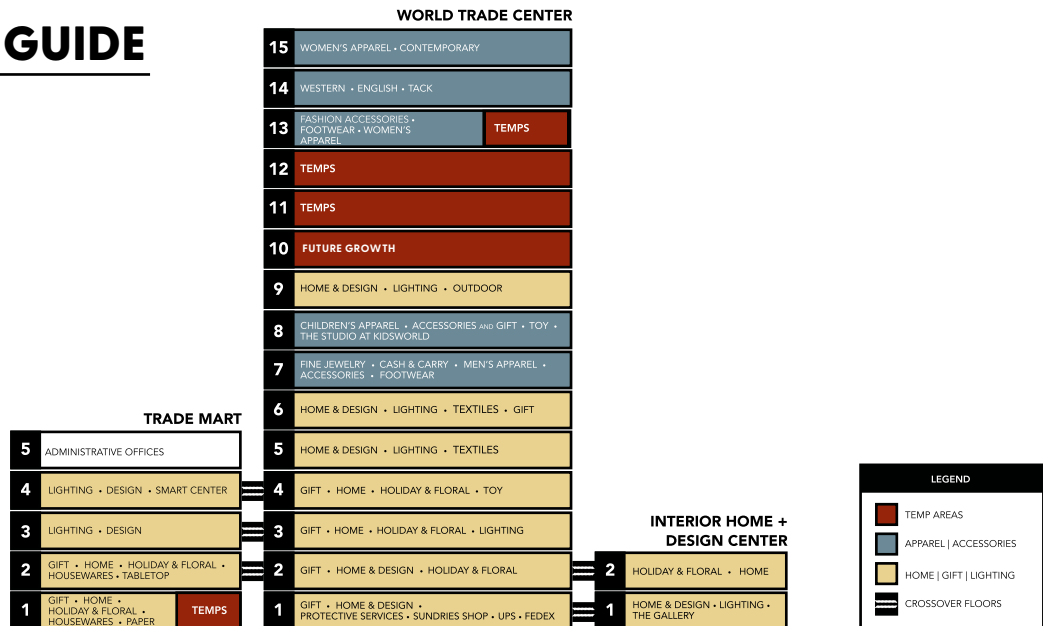 GUIDE
WORLD TRADE CENTER
15 WOMEN'S APPAREL • CONTEMPORARY
14 WESTERN • ENGLISH • TACK
13 FASHION ACCESSORIES •
FOOTWEAR • WOMEN'S
APPAREL
TEMPS
12 TEMPS
11 TEMPS
10 FUTURE GROWTH
9 HOME & DESIGN • LIGHTING • OUTDOOR
8 CHILDREN'S APPAREL • ACCESSORIES AND GIFT • TOY •
THE STUDIO AT KIDSWORLD
7 FINE JEWELRY • CASH & CARRY • MEN'S APPAREL •
ACCESSORIES • FOOTWEAR
6 HOME & DESIGN • LIGHTING • TEXTILES • GIFT
5 HOME & DESIGN • LIGHTING • TEXTILES
4 GIFT • HOME • HOLIDAY & FLORAL • TOY
3 GIFT • HOME • HOLIDAY & FLORAL • LIGHTING
2 GIFT • HOME & DESIGN • HOLIDAY & FLORAL
1 GIFT • HOME & DESIGN •
PROTECTIVE SERVICES • SUNDRIES SHOP • UPS • FEDEX
TRADE MART
5 ADMINISTRATIVE OFFICES
4 LIGHTING • DESIGN • SMART CENTER
3 LIGHTING • DESIGN
2 GIFT • HOME • HOLIDAY & FLORAL •
HOUSEWARES • TABLETOP
1 GIFT • HOME •
HOLIDAY & FLORAL •
HOUSEWARES • PAPER
TEMPS
INTERIOR HOME +
DESIGN CENTER
2 HOLIDAY & FLORAL • HOME
1 HOME & DESIGN • LIGHTING •
THE GALLERY
LEGEND
TEMP AREAS
APPAREL | ACCESSORIES
HOME | GIFT | LIGHTING
CROSSOVER FLOORS